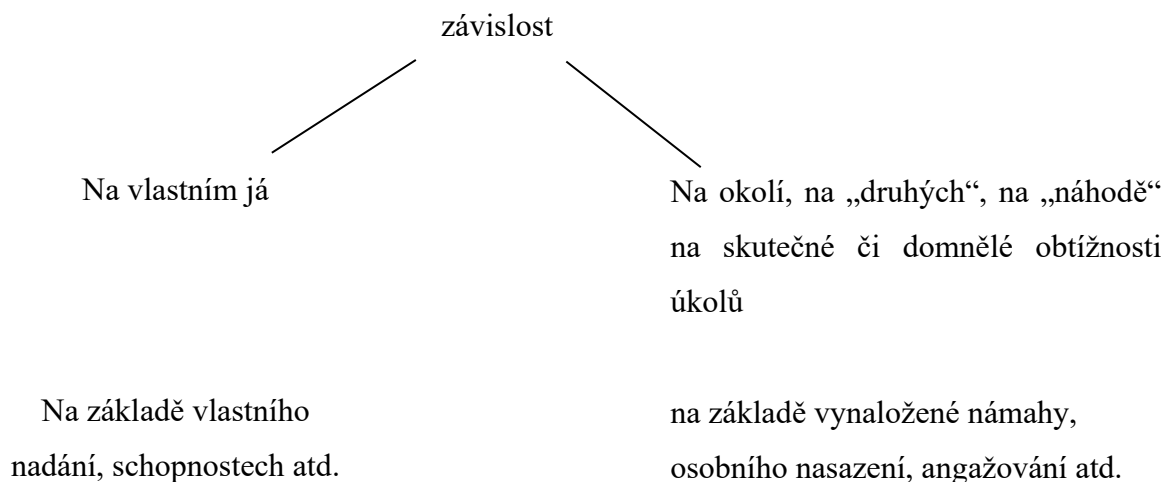 závislost
Na vlastním já
Na okolí, na „druhých“, na „náhodě“
na skutečné či domnělé obtížnosti
úkolů
Na základě vlastního
nadání, schopnostech atd.
na základě vynaložené námahy,
osobního nasazení, angažování atd.